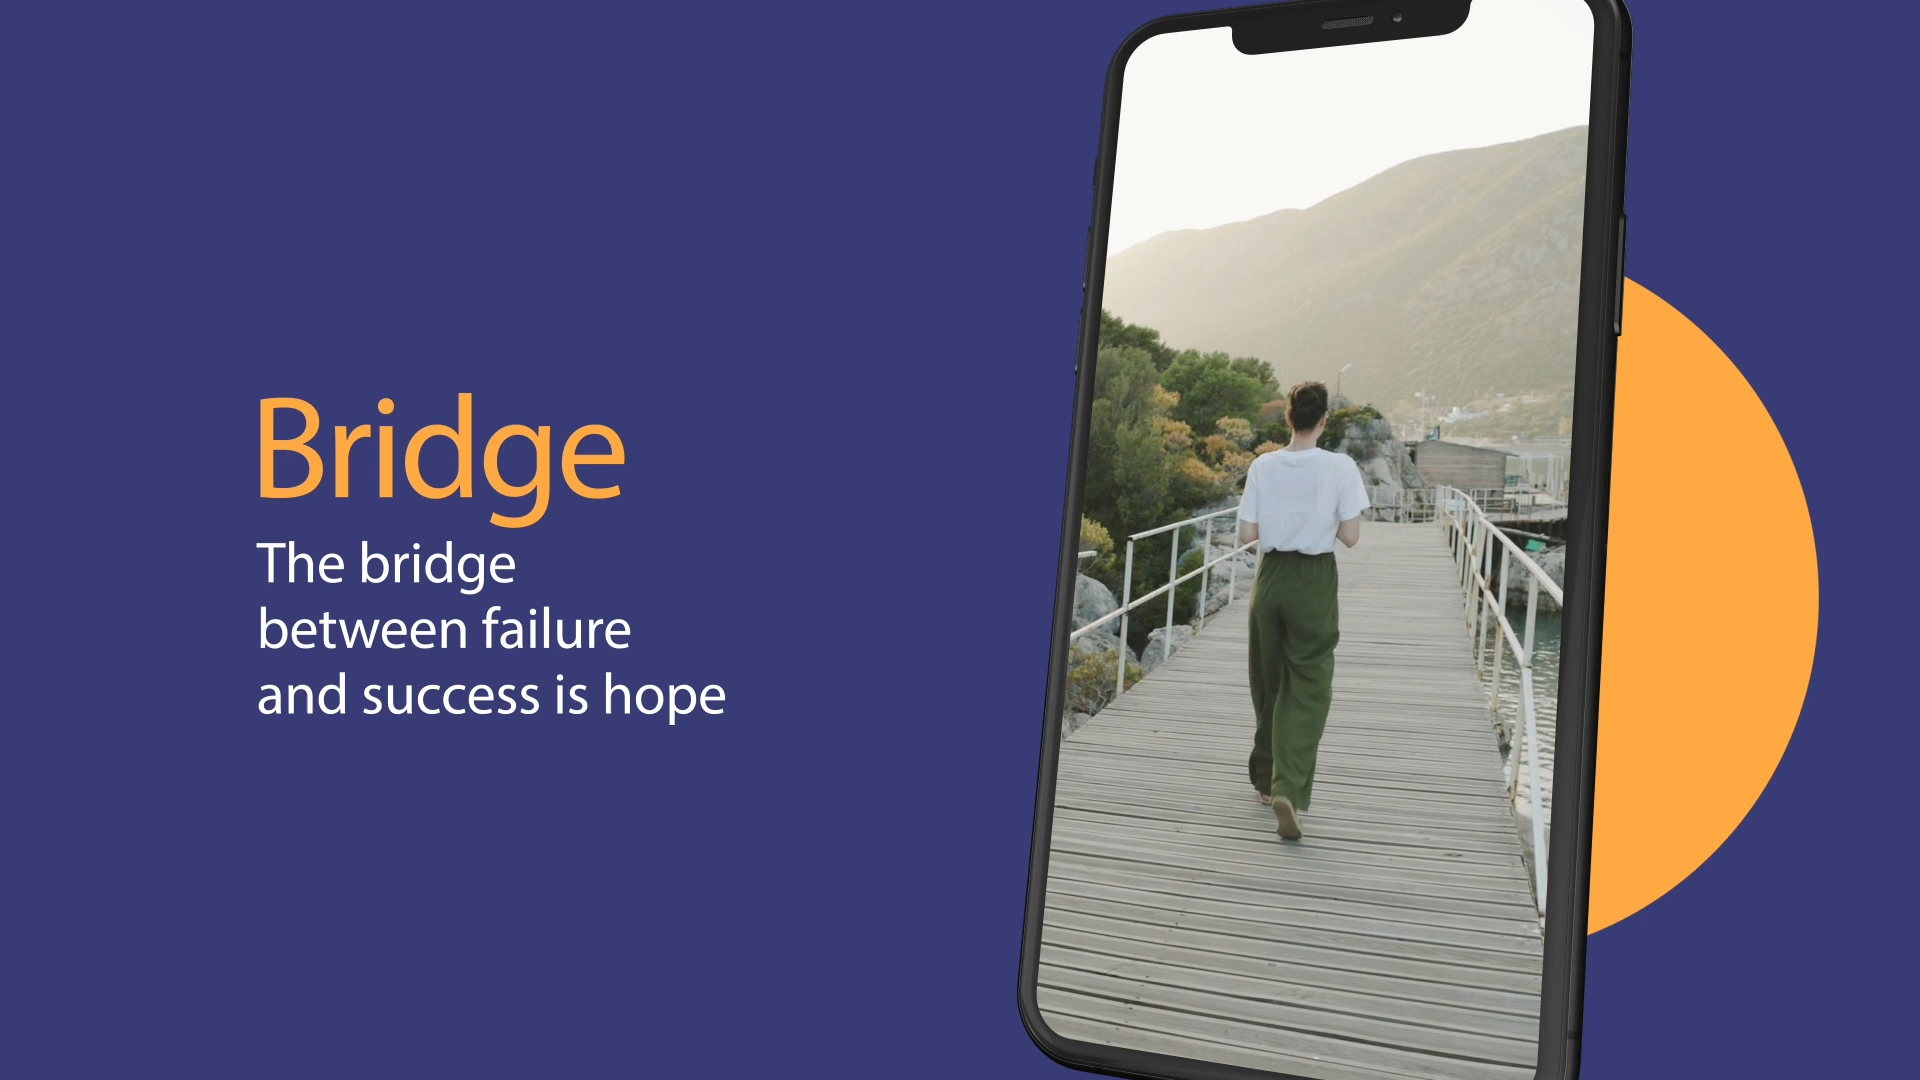 Bridge
The bridge
between failure
and success is hope